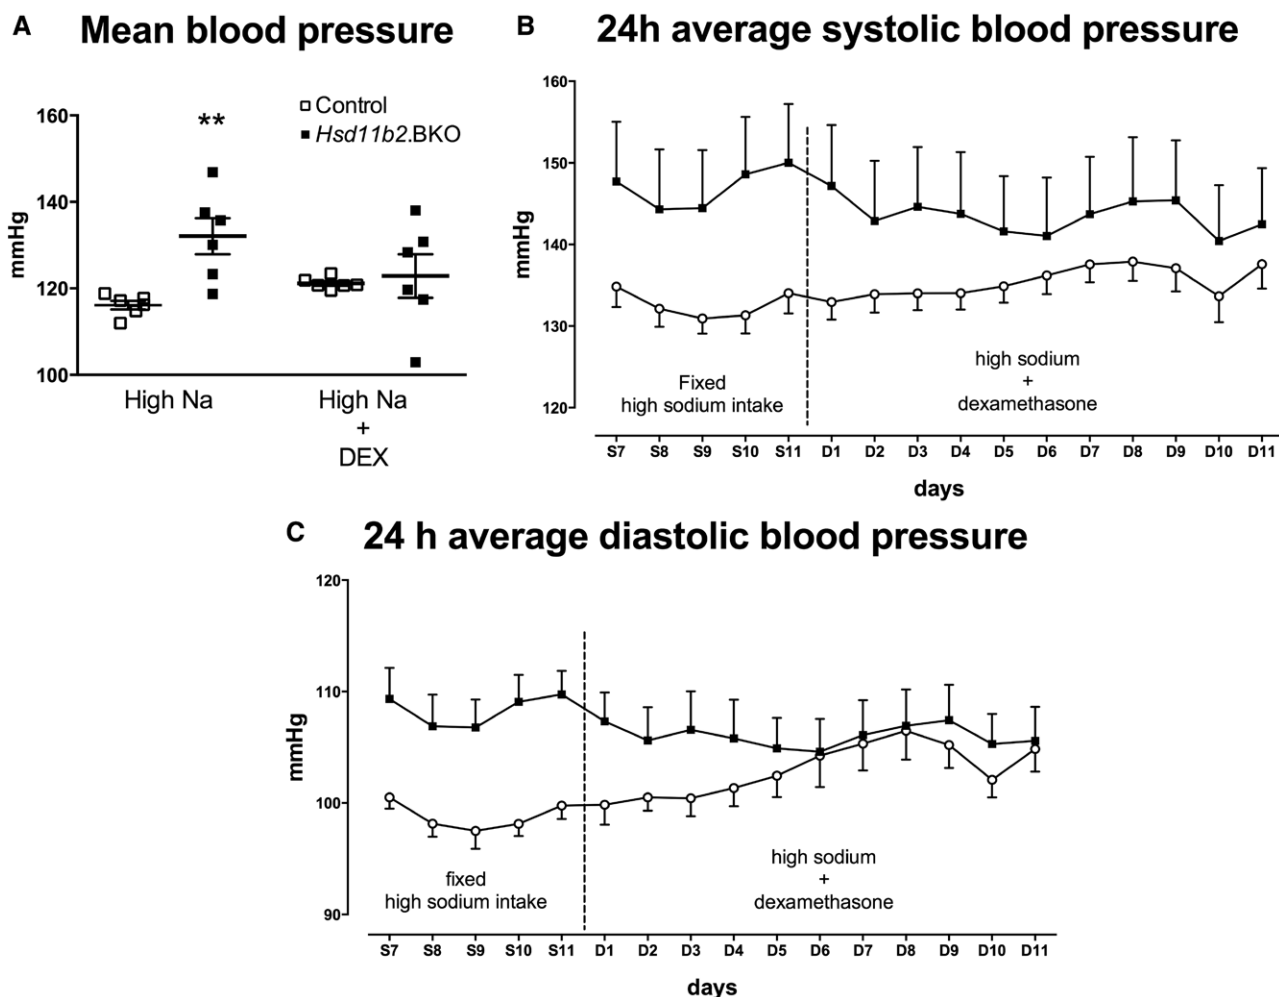 A Mean blood pressure
160
140
120
100
mmHg
Control
Hsd11b2.BKO
**
High Na
High Na
+
DEX
B 24h average systolic blood pressure
160
150
140
130
120
mmHg
Fixed
high sodium intake
high sodium
+
dexamethasone
S7 S8 S9 S10 S11 D1 D2 D3 D4 D5 D6 D7 D8 D9 D10 D11
days
C 24 h average diastolic blood pressure
120
110
100
90
mmHg
fixed
high sodium intake
high sodium
+
dexamethasone
S7 S8 S9 S10 S11 D1 D2 D3 D4 D5 D6 D7 D8 D9 D10 D11
days